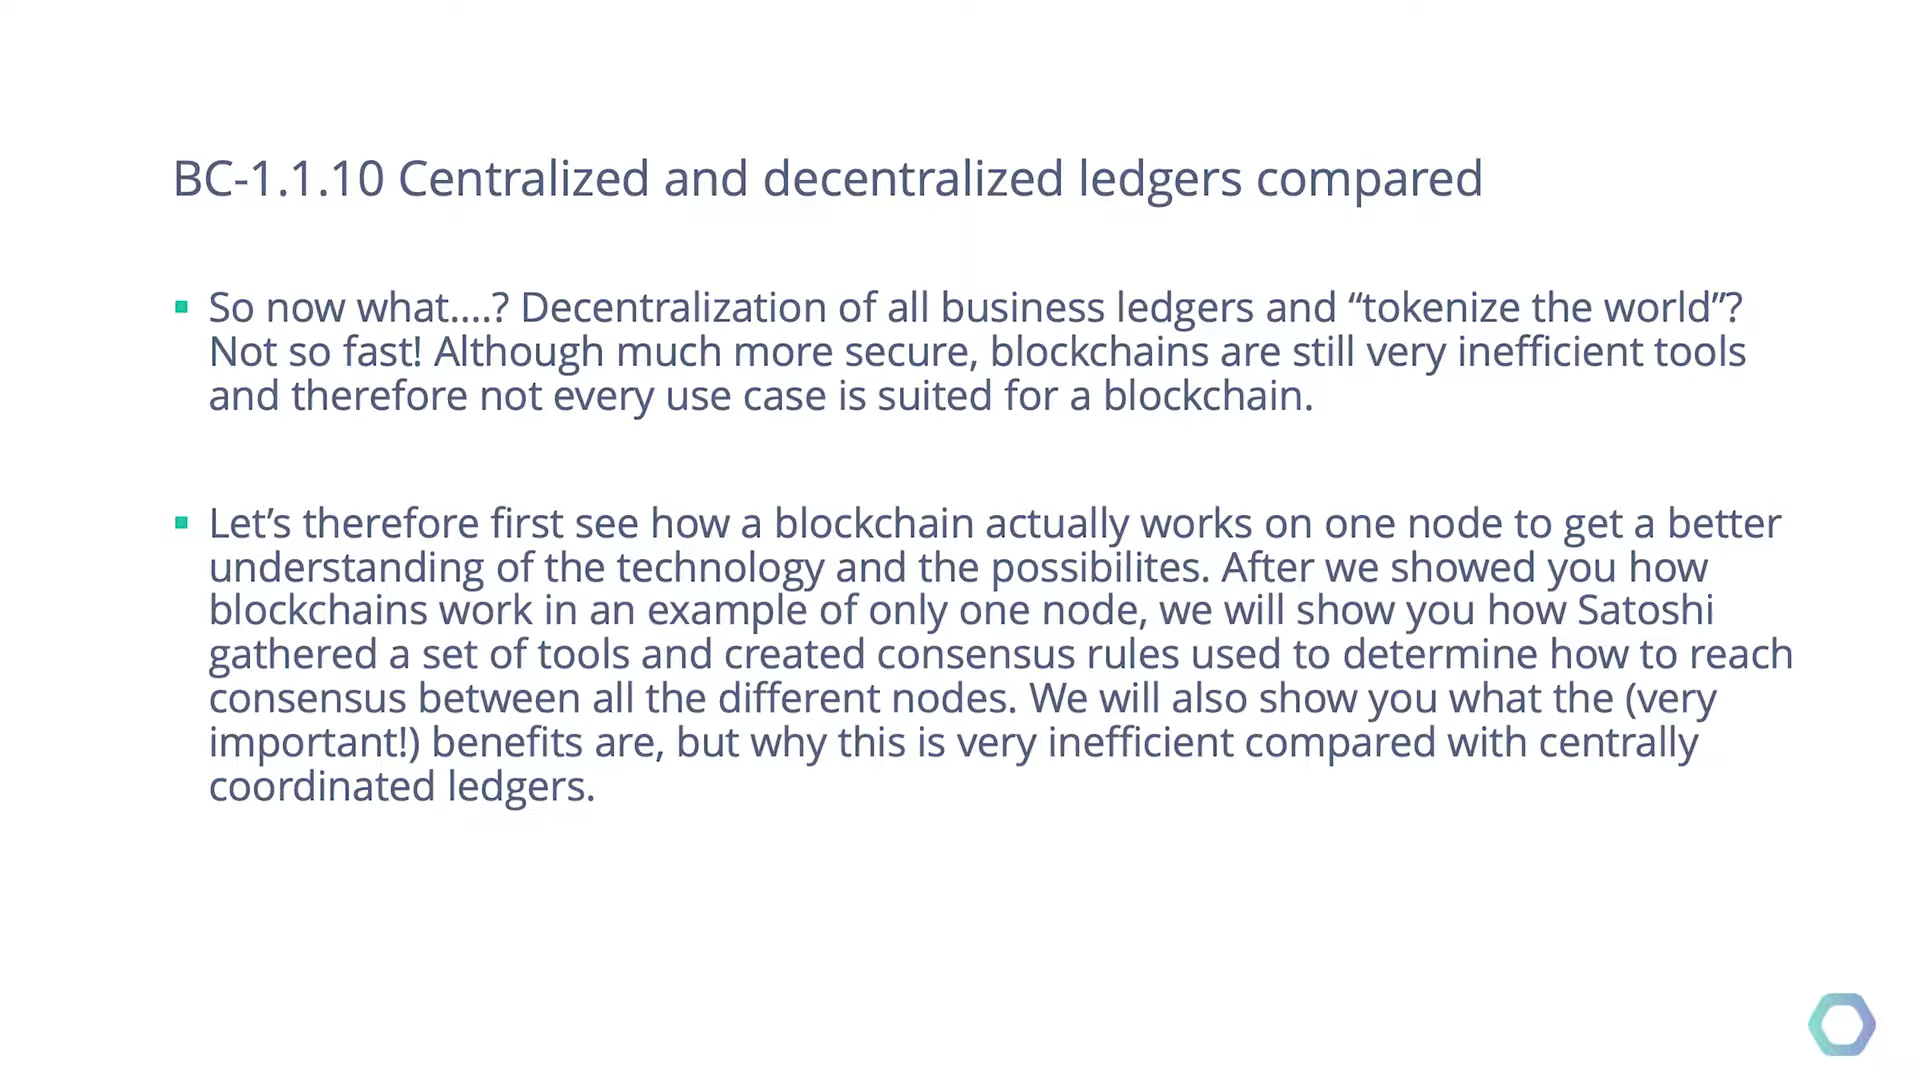 BC-1.1.10 Centralized and decentralized ledgers compared
So now what....? Decentralization of all business ledgers and “tokenize the world”?
Not so fast! Although much more secure, blockchains are still very inefficient tools
and therefore not every use case is suited for a blockchain.
Let’s therefore first see how a blockchain actually works on one node to get a better
understanding of the technology and the possibilites. After we showed you how
blockchains work in an example of only one node, we will show you how Satoshi
gathered a set of tools and created consensus rules used to determine how to reach
consensus between all the different nodes. We will also show you what the (very
important!) benefits are, but why this is very inefficient compared with centrally
coordinated ledgers.